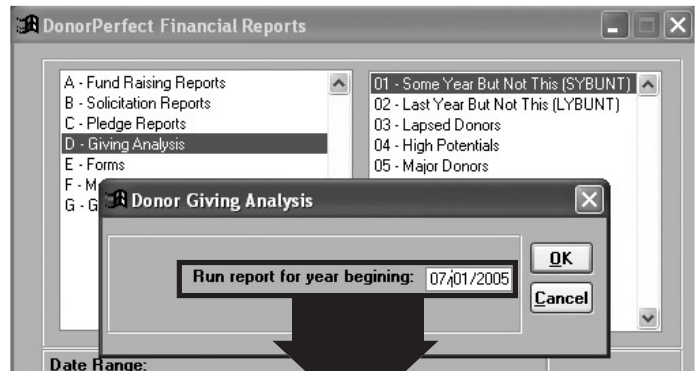 DonorPerfect Financial Reports
A - Fund Raising Reports
B - Solicitation Reports
C - Pledge Reports
D - Giving Analysis
E - Forms
F - M
G - G
01 - Some Year But Not This (SYBUNT)
02 - Last Year But Not This (LYBUNT)
03 - Lapsed Donors
04 - High Potentials
05 - Major Donors
Donor Giving Analysis
Run report for year begining: 07/01/2005
OK
Cancel
Date Range: